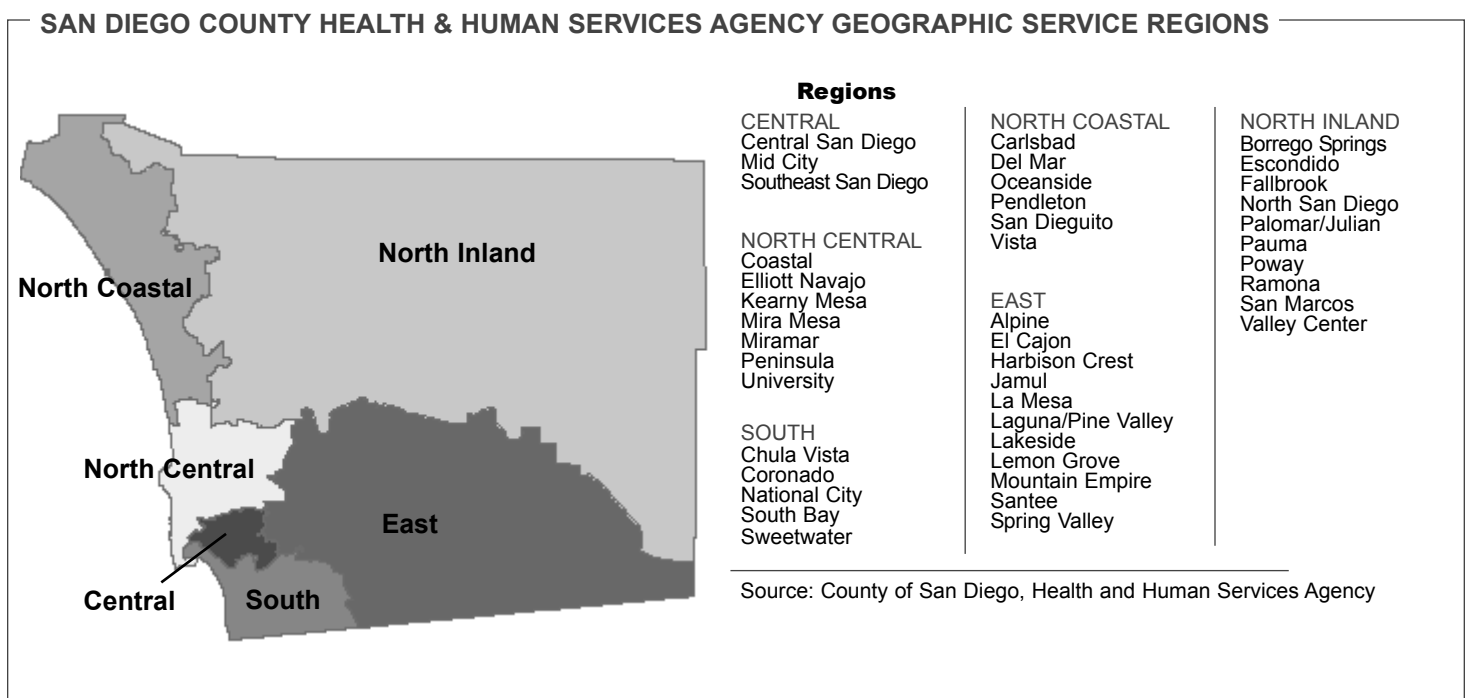 SAN DIEGO COUNTY HEALTH & HUMAN SERVICES AGENCY GEOGRAPHIC SERVICE REGIONS
North Inland
North Coastal
North Central
East
Central
South
Regions
CENTRAL
Central San Diego
Mid City
Southeast San Diego
NORTH CENTRAL
Coastal
Elliott Navajo
Kearny Mesa
Mira Mesa
Miramar
Peninsula
University
SOUTH
Chula Vista
Coronado
National City
South Bay
Sweetwater
NORTH COASTAL
Carlsbad
Del Mar
Oceanside
Pendleton
San Dieguito
Vista
EAST
Alpine
El Cajon
Harbison Crest
Jamul
La Mesa
Laguna/Pine Valley
Lakeside
Lemon Grove
Mountain Empire
Santee
Spring Valley
NORTH INLAND
Borrego Springs
Escondido
Fallbrook
North San Diego
Palomar/Julian
Pauma
Poway
Ramona
San Marcos
Valley Center
Source: County of San Diego, Health and Human Services Agency